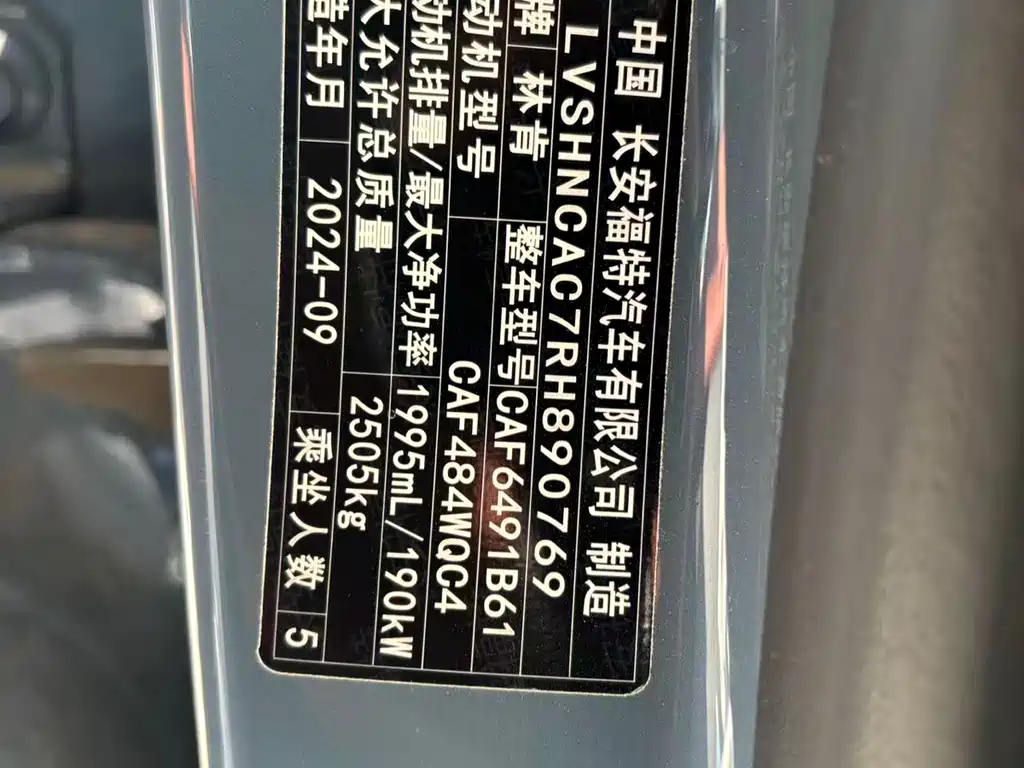 中国 长安福特汽车有限公司 制造
LVSHNCAC7RH890769
牌 林肯 整车型号 CAF6491B61
动机型号 CAF484WQC4
动机排量/最大净功率 1995mL/190kW
大允许总质量 2505kg
造年月 2024-09 乘坐人数 5